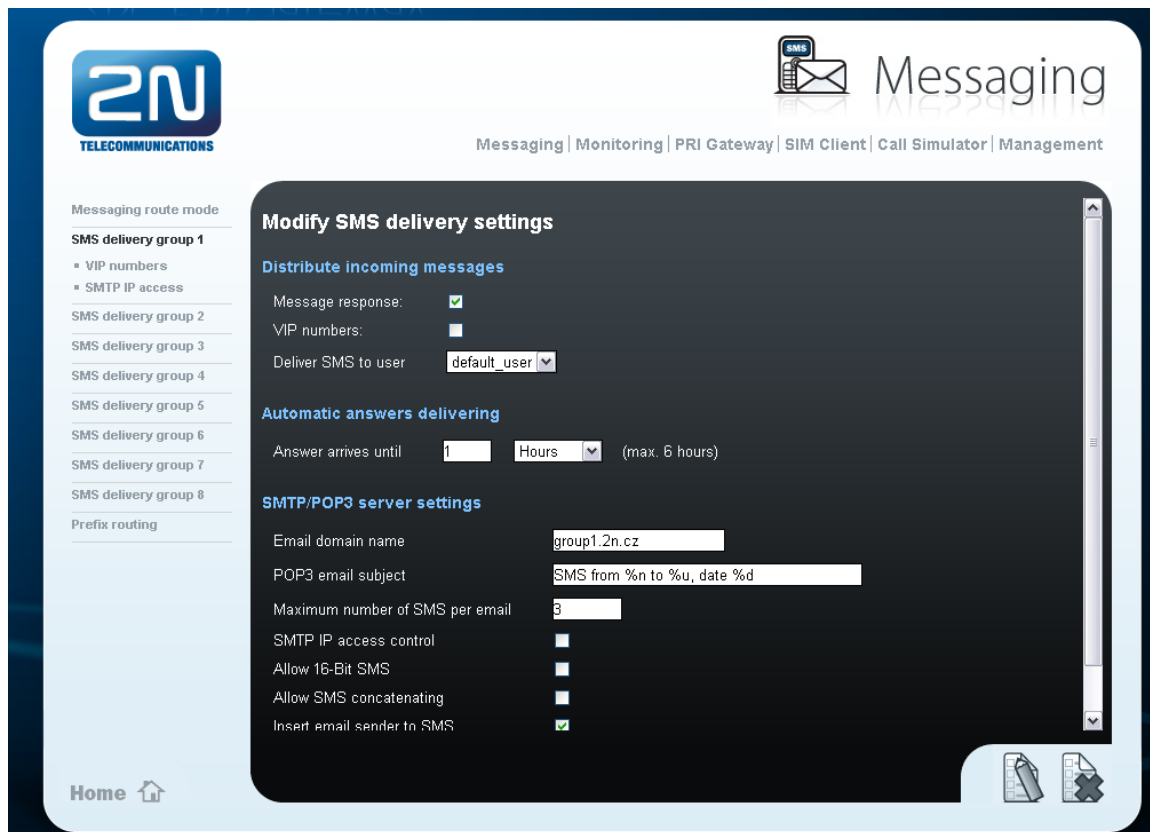 2N
TELECOMMUNICATIONS
SMS
Messaging
Messaging | Monitoring | PRI Gateway | SIM Client | Call Simulator | Management
Messaging route mode
SMS delivery group 1
VIP numbers
SMTP IP access
SMS delivery group 2
SMS delivery group 3
SMS delivery group 4
SMS delivery group 5
SMS delivery group 6
SMS delivery group 7
SMS delivery group 8
Prefix routing
Home
Modify SMS delivery settings
Distribute incoming messages
Message response:
VIP numbers:
Deliver SMS to user default_user
Automatic answers delivering
Answer arrives until 1 Hours (max. 6 hours)
SMTP/POP3 server settings
Email domain name group1.2n.cz
POP3 email subject SMS from %n to %u, date %d
Maximum number of SMS per email 3
SMTP IP access control
Allow 16-Bit SMS
Allow SMS concatenating
Insert email sender to SMS